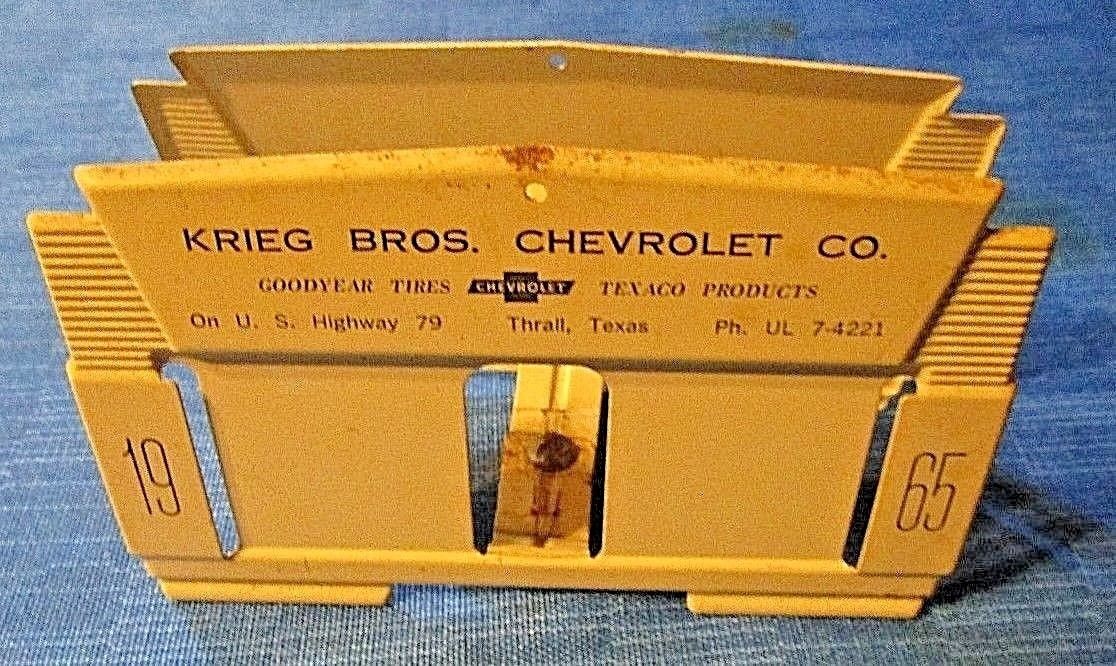 KRIEG BROS. CHEVROLET CO.
GOODYEAR TIRES CHEVROLET TEXACO PRODUCTS
On U. S. Highway 79 Thrall, Texas Ph. UL 7-4221
19 65